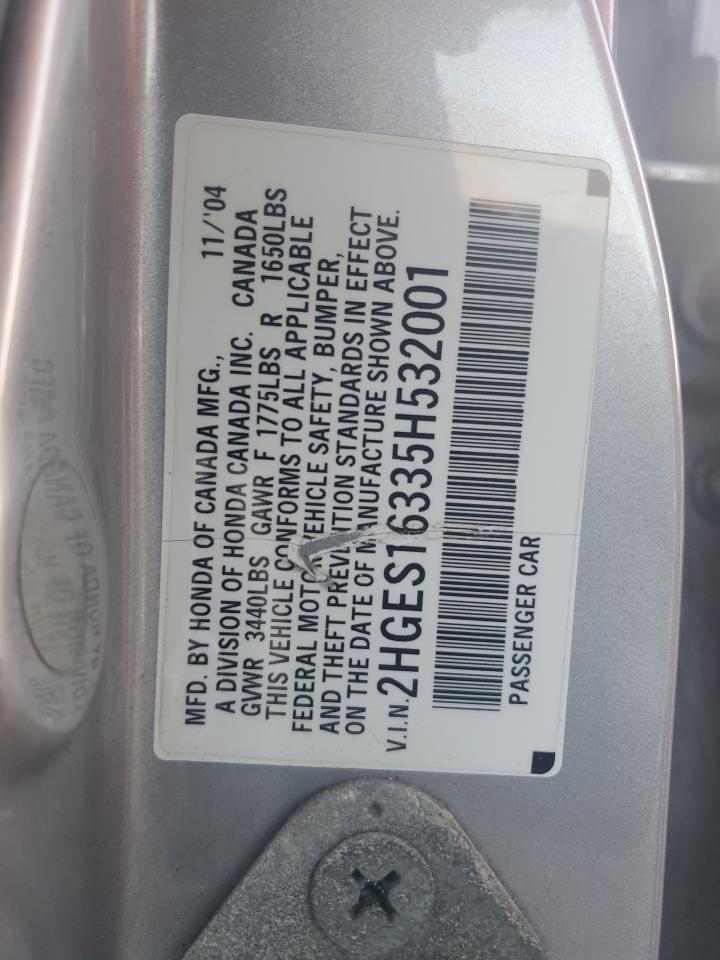 MFD. BY HONDA OF CANADA MFG., 11/'04
A DIVISION OF HONDA CANADA INC. CANADA
GVWR 3440LBS GAWR F 1775LBS R 1650LBS
THIS VEHICLE CONFORMS TO ALL APPLICABLE
FEDERAL MOTOR VEHICLE SAFETY, BUMPER,
AND THEFT PREVENTION STANDARDS IN EFFECT
ON THE DATE OF MANUFACTURE SHOWN ABOVE.
V.I.N. 2HGES16335H532001
PASSENGER CAR